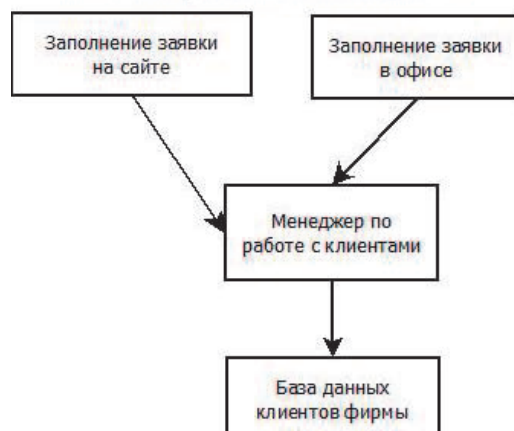 Заполнение заявки
на сайте
Заполнение заявки
в офисе
Менеджер по
работе с клиентами
База данных
клиентов фирмы